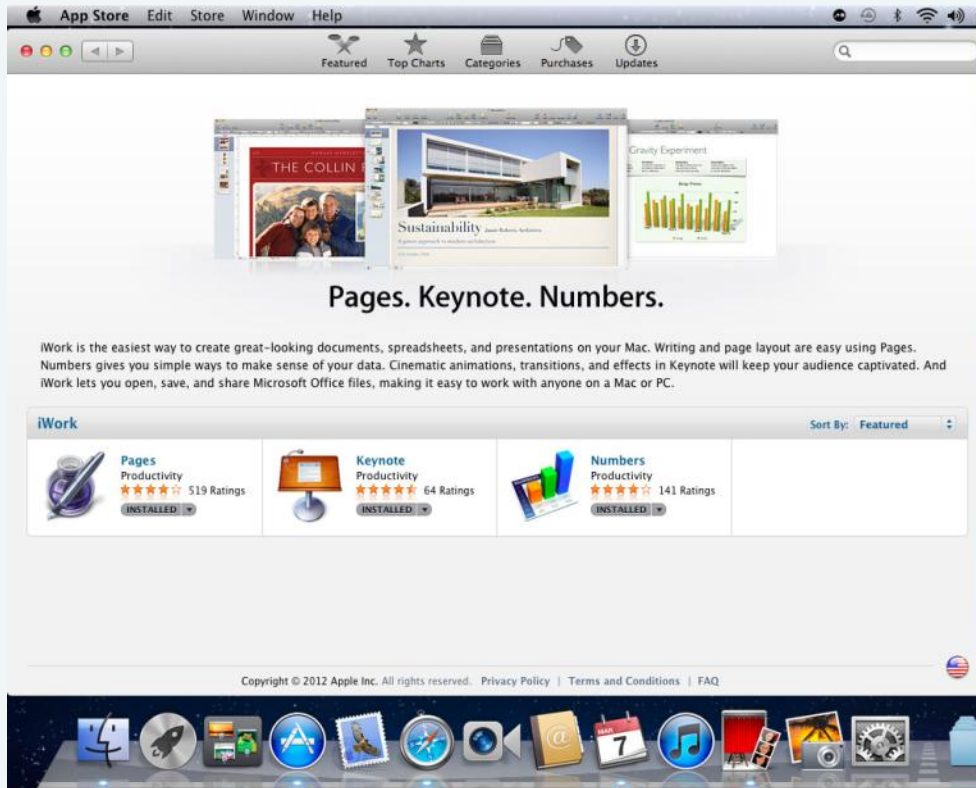 App Store Edit Store Window Help
Featured Top Charts Categories Purchases Updates
THE COLLIN
Sustainability
Gravity Experiment
Pages. Keynote. Numbers.
iWork is the easiest way to create great-looking documents, spreadsheets, and presentations on your Mac. Writing and page layout are easy using Pages.
Numbers gives you simple ways to make sense of your data. Cinematic animations, transitions, and effects in Keynote will keep your audience captivated. And
iWork lets you open, save, and share Microsoft Office files, making it easy to work with anyone on a Mac or PC.
iWork Sort By: Featured
Pages
Productivity
519 Ratings
INSTALLED
Keynote
Productivity
64 Ratings
INSTALLED
Numbers
Productivity
141 Ratings
INSTALLED
Copyright © 2012 Apple Inc. All rights reserved. Privacy Policy | Terms and Conditions | FAQ
MAR
7